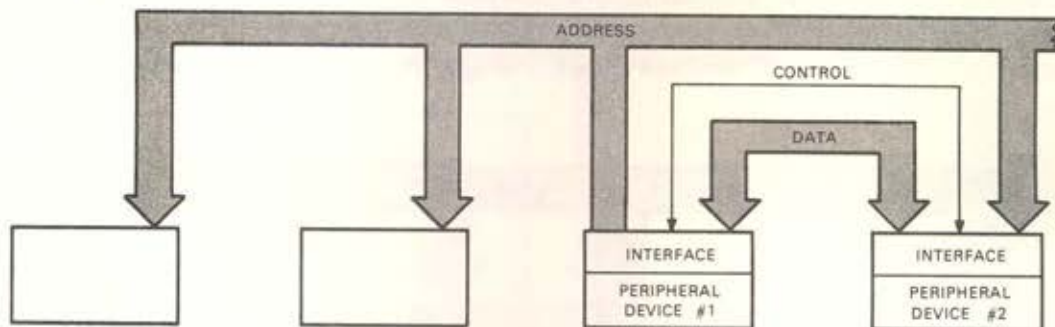 ADDRESS
CONTROL
DATA
INTERFACE
PERIPHERAL
DEVICE #1
INTERFACE
PERIPHERAL
DEVICE #2